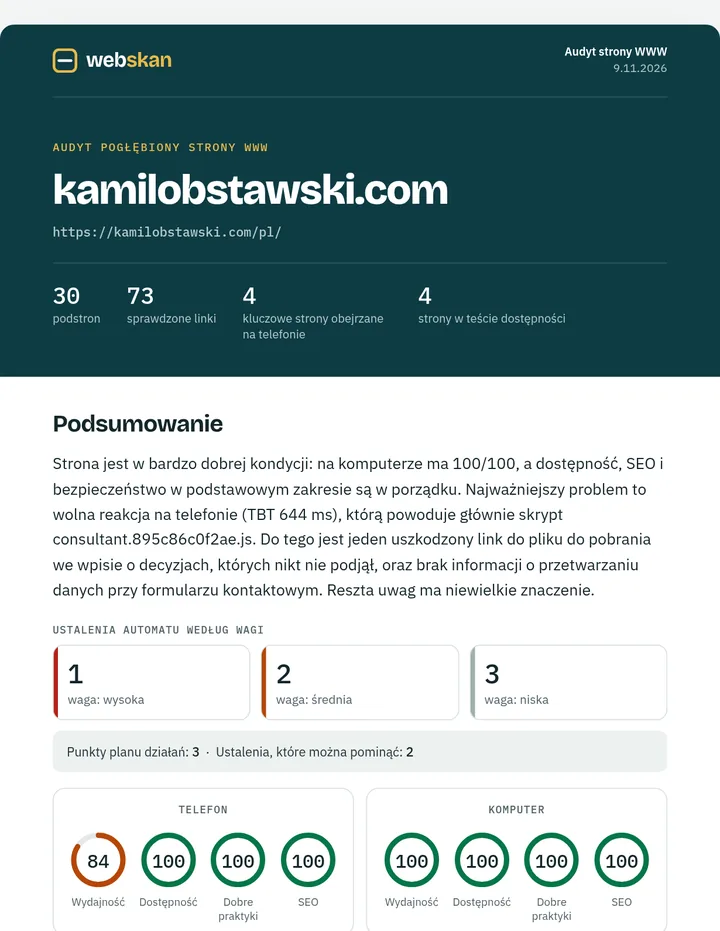 webskan
Audyt strony WWW
9.11.2026
AUDYT POGŁĘBIONY STRONY WWW
kamilobstawski.com
https://kamilobstawski.com/pl/
30
podstron
73
sprawdzone linki
4
kluczowe strony obejrzane
na telefonie
4
strony w teście dostępności
Podsumowanie
Strona jest w bardzo dobrej kondycji: na komputerze ma 100/100, a dostępność, SEO i
bezpieczeństwo w podstawowym zakresie są w porządku. Najważniejszy problem to
wolna reakcja na telefonie (TBT 644 ms), którą powoduje głównie skrypt
consultant.895c86c0f2ae.js. Do tego jest jeden uszkodzony link do pliku do pobrania
we wpisie o decyzjach, których nikt nie podjął, oraz brak informacji o przetwarzaniu
danych przy formularzu kontaktowym. Reszta uwag ma niewielkie znaczenie.
USTALENIA AUTOMATU WEDŁUG WAGI
1
waga: wysoka
2
waga: średnia
3
waga: niska
Punkty planu działań: 3 · Ustalenia, które można pominąć: 2
TELEFON
84
Wydajność
100
Dostępność
100
Dobre
praktyki
100
SEO
KOMPUTER
100
Wydajność
100
Dostępność
100
Dobre
praktyki
100
SEO